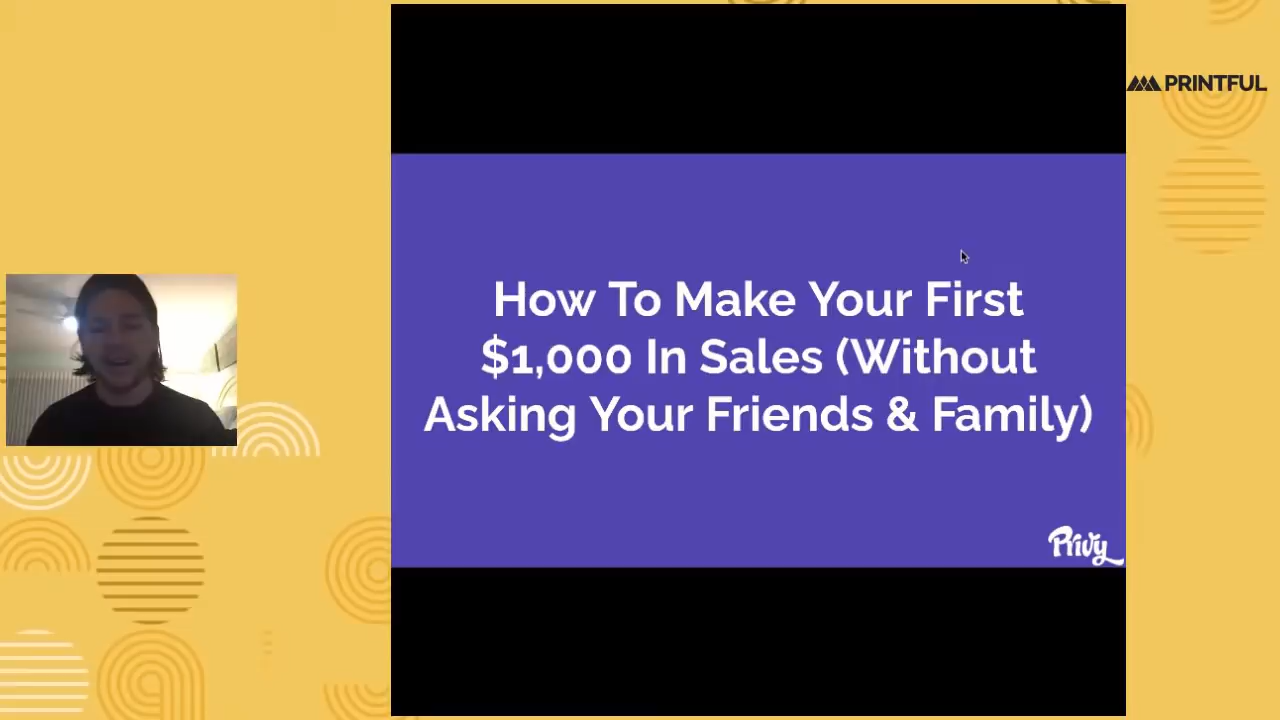 PRINTFUL
How To Make Your First
$1,000 In Sales (Without
Asking Your Friends & Family)
Privy